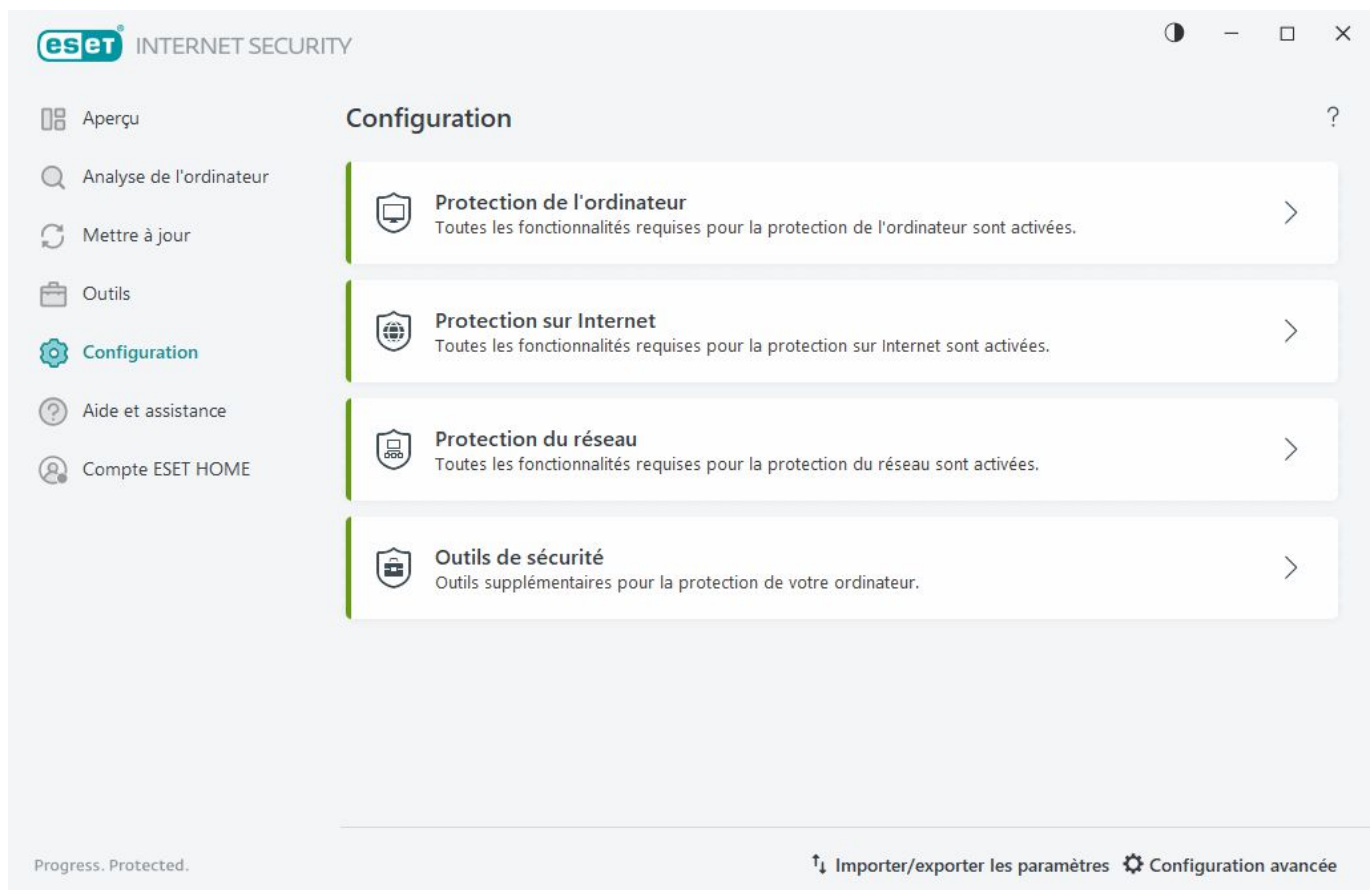 eset® INTERNET SECURITY
Aperçu
Analyse de l'ordinateur
Mettre à jour
Outils
Configuration
Aide et assistance
Compte ESET HOME
Configuration
?
Protection de l'ordinateur
Toutes les fonctionnalités requises pour la protection de l'ordinateur sont activées.
Protection sur Internet
Toutes les fonctionnalités requises pour la protection sur Internet sont activées.
Protection du réseau
Toutes les fonctionnalités requises pour la protection du réseau sont activées.
Outils de sécurité
Outils supplémentaires pour la protection de votre ordinateur.
Progress. Protected.
Importer/exporter les paramètres
Configuration avancée